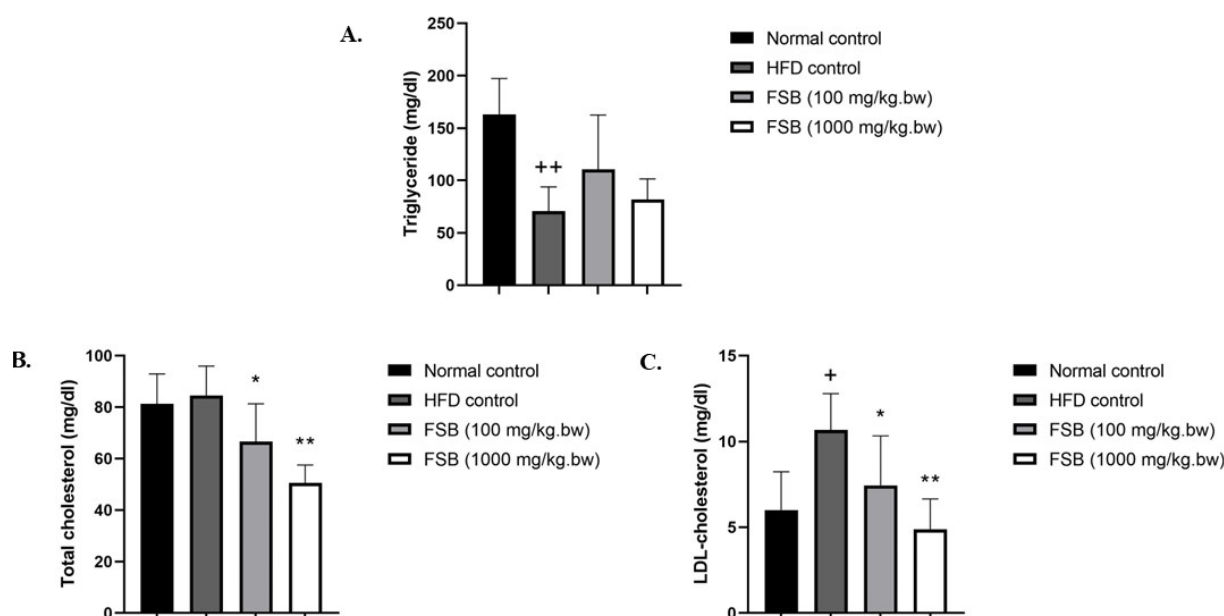 A.
Triglyceride (mg/dl)
250
200
150
100
50
0
++
Normal control
HFD control
FSB (100 mg/kg.bw)
FSB (1000 mg/kg.bw)
B.
Total cholesterol (mg/dl)
100
80
60
40
20
0
*
**
Normal control
HFD control
FSB (100 mg/kg.bw)
FSB (1000 mg/kg.bw)
C.
LDL-cholesterol (mg/dl)
15
10
5
0
+
*
**
Normal control
HFD control
FSB (100 mg/kg.bw)
FSB (1000 mg/kg.bw)